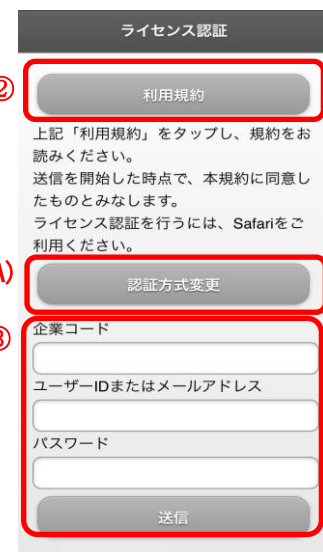 ライセンス認証
②
利用規約
上記「利用規約」をタップし、規約をお
読みください。
送信を開始した時点で、本規約に同意し
たものとみなします。
ライセンス認証を行うには、Safariをご
利用ください。
認証方式変更
③
企業コード
ユーザーIDまたはメールアドレス
パスワード
送信